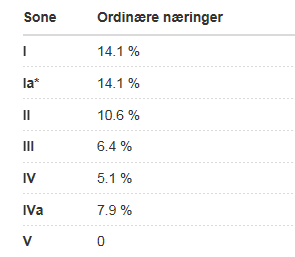 Sone Ordinære næringer
I 14.1 %
Ia* 14.1 %
II 10.6 %
III 6.4 %
IV 5.1 %
IVa 7.9 %
V 0